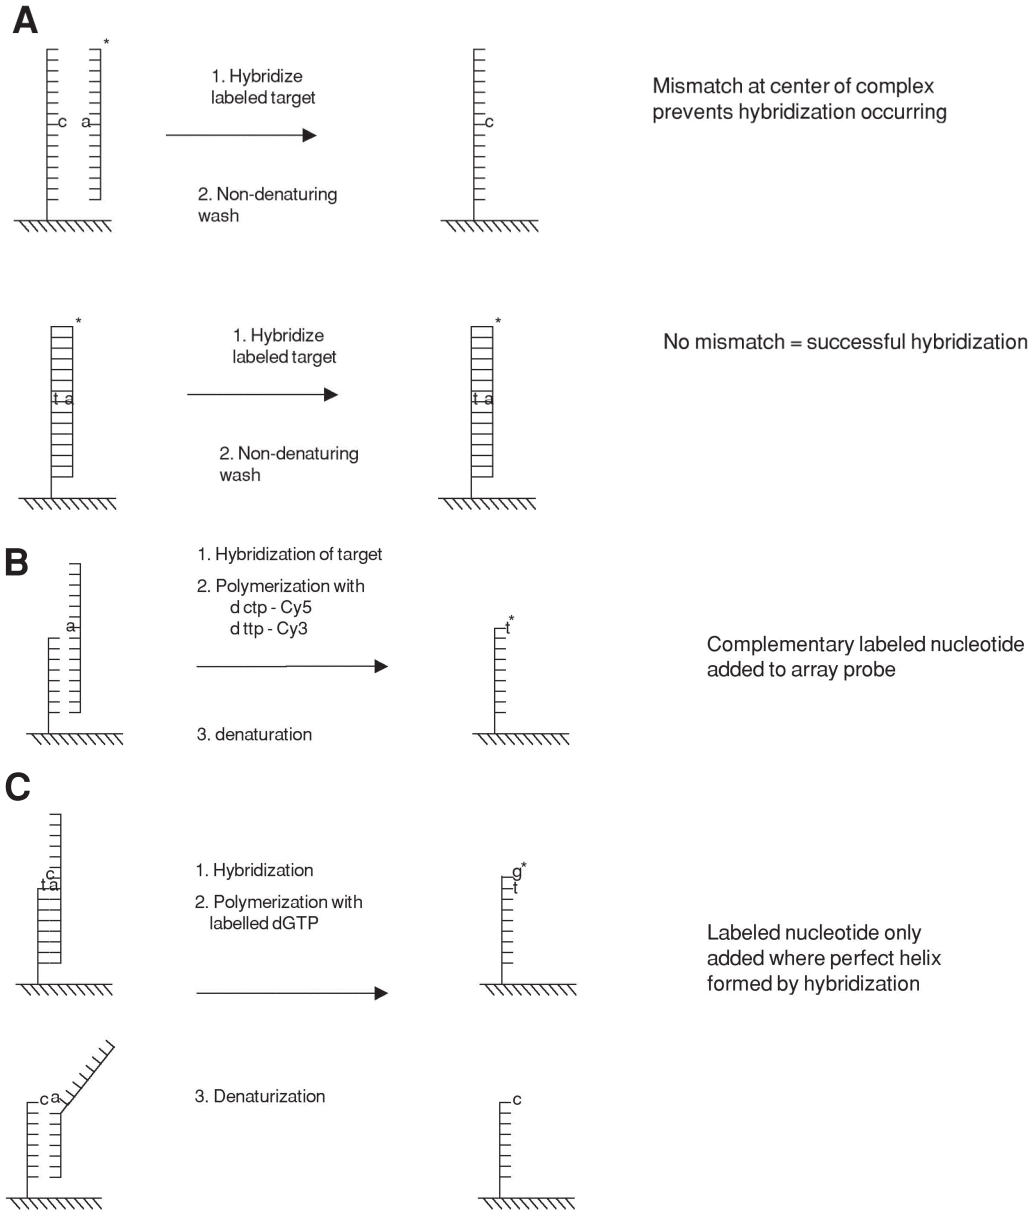 A
*
1. Hybridize
labeled target
c a
2. Non-denaturing
wash
c
Mismatch at center of complex
prevents hybridization occurring
*
1. Hybridize
labeled target
t a
2. Non-denaturing
wash
*
t a
No mismatch = successful hybridization
B
1. Hybridization of target
2. Polymerization with
d ctp - Cy5
d ttp - Cy3
a
3. denaturation
t*
Complementary labeled nucleotide
added to array probe
C
c
t a
1. Hybridization
2. Polymerization with
labelled dGTP
g*
t
Labeled nucleotide only
added where perfect helix
formed by hybridization
c a
3. Denaturization
c